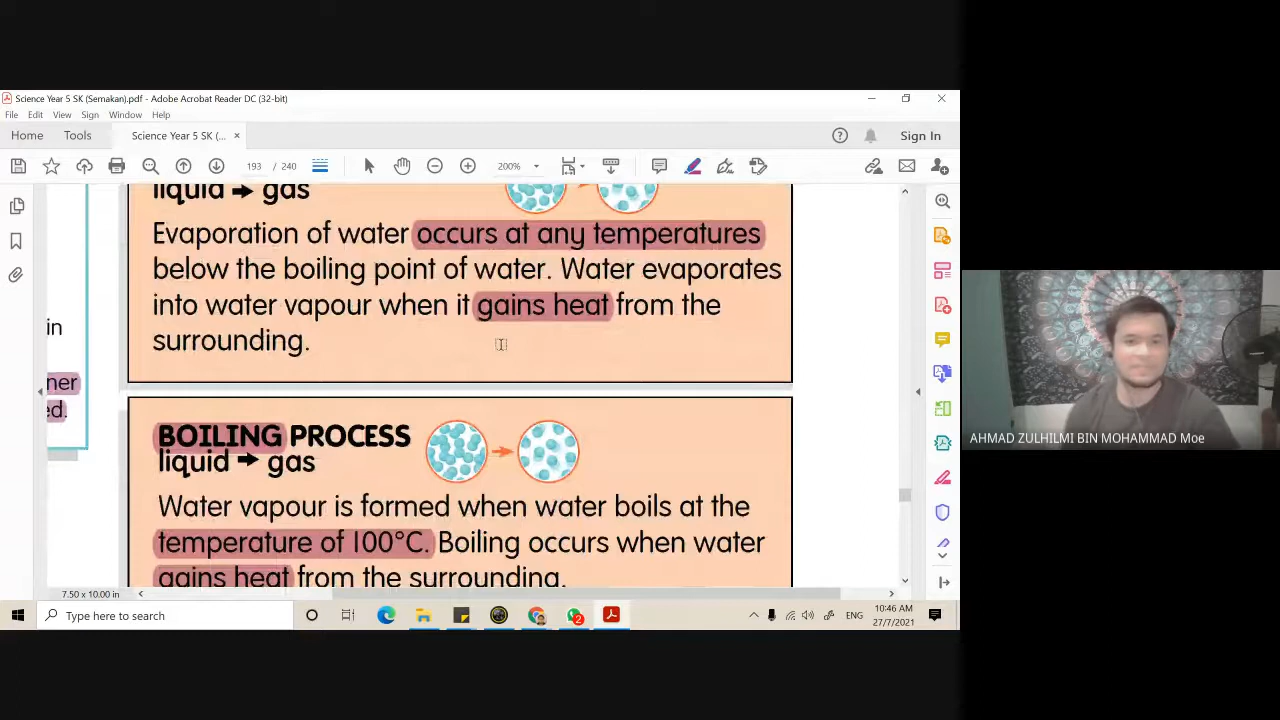 Science Year 5 SK (Semakan).pdf - Adobe Acrobat Reader DC (32-bit)
File Edit View Sign Window Help
Home Tools Science Year 5 SK (... × Sign In
193 / 240 200%
liquid → gas
Evaporation of water occurs at any temperatures
below the boiling point of water. Water evaporates
into water vapour when it gains heat from the
surrounding.
in
ner
ed.
BOILING PROCESS
liquid → gas
Water vapour is formed when water boils at the
temperature of 100°C. Boiling occurs when water
gains heat from the surrounding.
7.50 x 10.00 in
Type here to search
2
ENG
10:46 AM
27/7/2021
AHMAD ZULHILMI BIN MOHAMMAD Moe